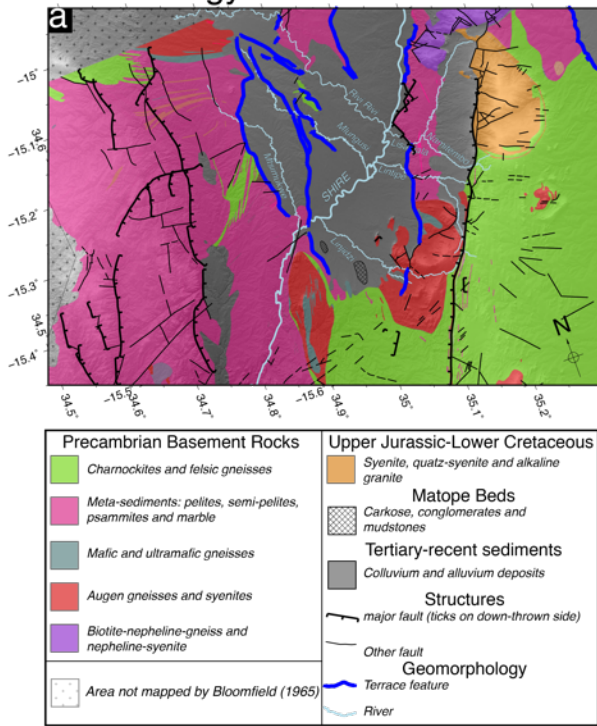 a
-15°
34.6
-15.1°
-15.2°
-15.3°
34.5°
-15.4°
34.5°
-15.5
34.6°
34.7°
-15.6
34.9°
35°
35.1°
35.2°
Rivi Rivi
Mlungusi
SHIRE
N
Precambrian Basement Rocks
Charnockites and felsic gneisses
Meta-sediments: pelites, semi-pelites,
psammites and marble
Mafic and ultramafic gneisses
Augen gneisses and syenites
Biotite-nepheline-gneiss and
nepheline-syenite
Area not mapped by Bloomfield (1965)
Upper Jurassic-Lower Cretaceous
Syenite, quatz-syenite and alkaline
granite
Matope Beds
Carkose, conglomerates and
mudstones
Tertiary-recent sediments
Colluvium and alluvium deposits
Structures
major fault (ticks on down-thrown side)
Other fault
Geomorphology
Terrace feature
River